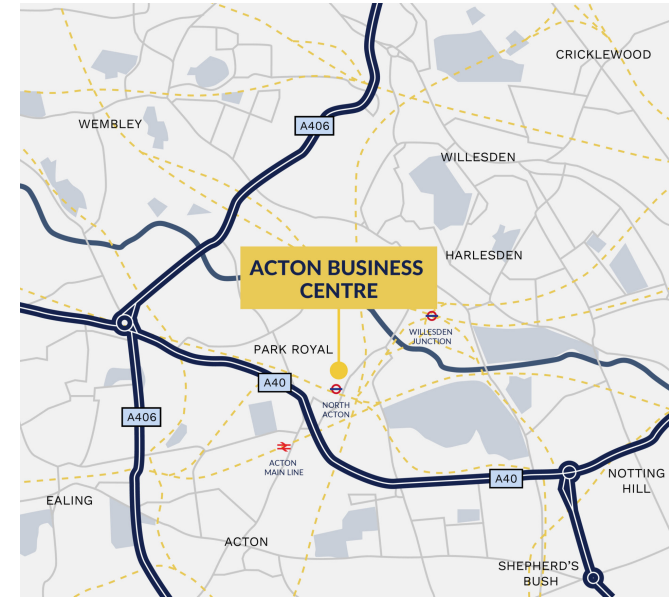 CRICKLEWOOD
WEMBLEY
A406
WILLESDEN
HARLESDEN
ACTON BUSINESS
CENTRE
WILLESDEN
JUNCTION
PARK ROYAL
A40
NORTH
ACTON
A406
ACTON
MAIN LINE
A40
NOTTING
HILL
EALING
ACTON
SHEPHERD'S
BUSH